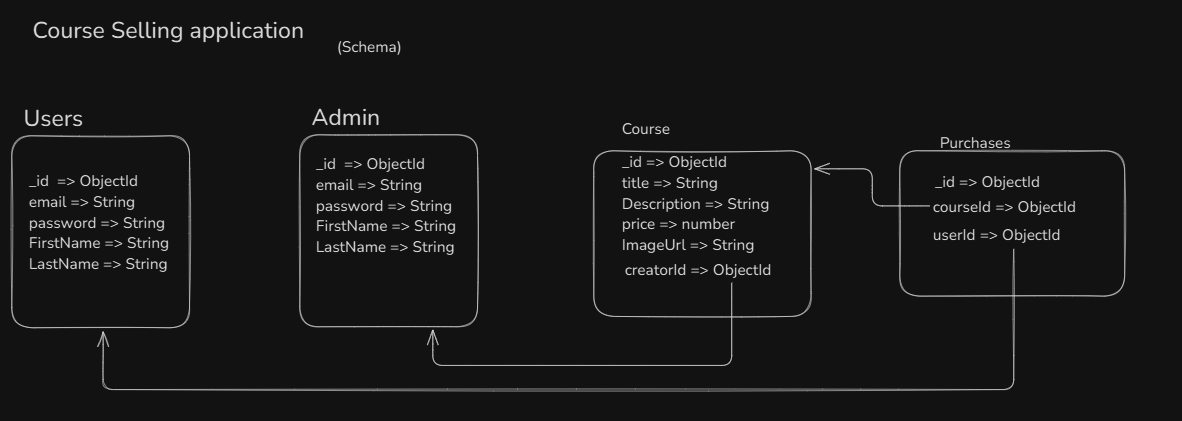 Course Selling application
(Schema)
Users
_id => ObjectId
email => String
password => String
FirstName => String
LastName => String
Admin
_id => ObjectId
email => String
password => String
FirstName => String
LastName => String
Course
_id => ObjectId
title => String
Description => String
price => number
ImageUrl => String
creatorId => ObjectId
Purchases
_id => ObjectId
courseId => ObjectId
userId => ObjectId